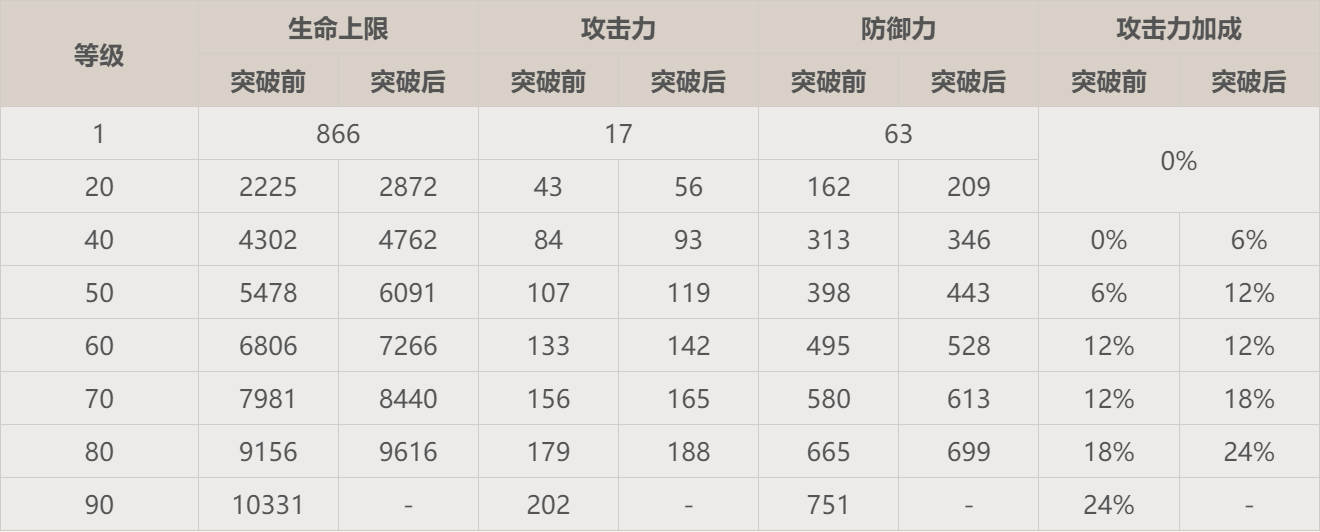 等级 生命上限 攻击力 防御力 攻击力加成
突破前 突破后 突破前 突破后 突破前 突破后 突破前 突破后
1 866 17 63 0%
20 2225 2872 43 56 162 209
40 4302 4762 84 93 313 346 0% 6%
50 5478 6091 107 119 398 443 6% 12%
60 6806 7266 133 142 495 528 12% 12%
70 7981 8440 156 165 580 613 12% 18%
80 9156 9616 179 188 665 699 18% 24%
90 10331 - 202 - 751 - 24% -